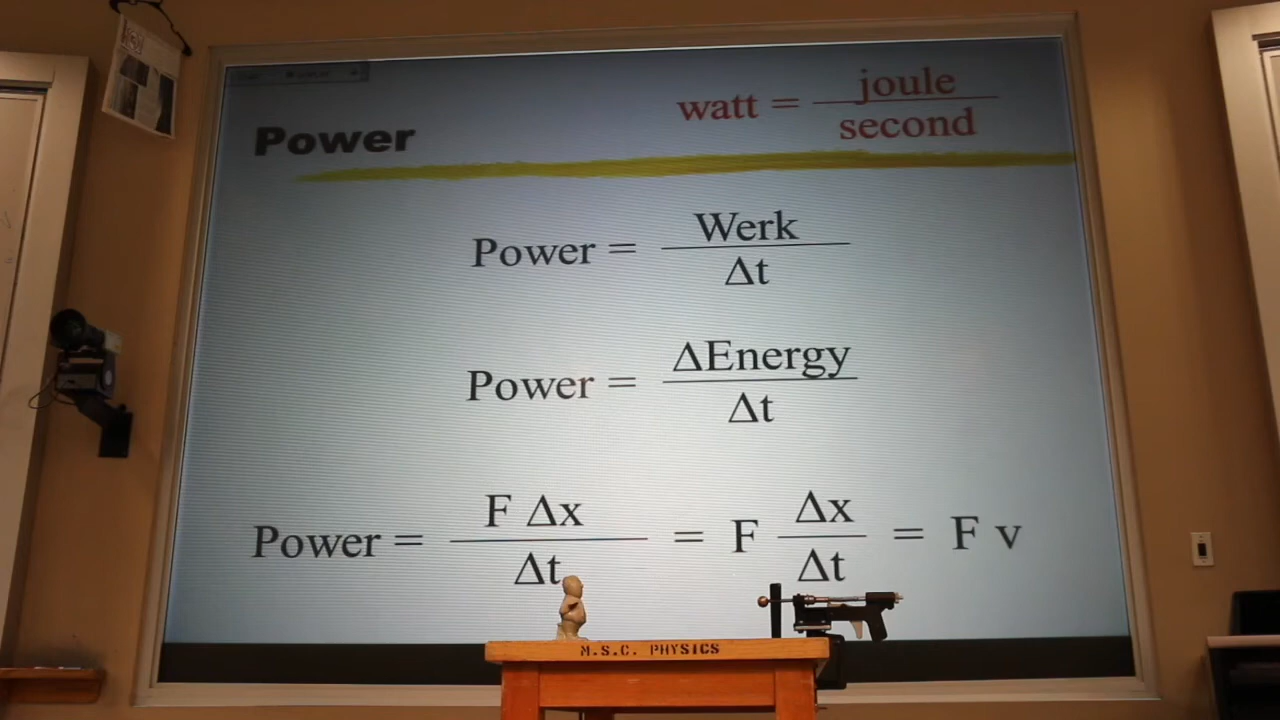 watt = joule / second
Power
Power = Werk / Δt
Power = ΔEnergy / Δt
Power = F Δx / Δt = F Δx / Δt = F v
M.S.C. PHYSICS